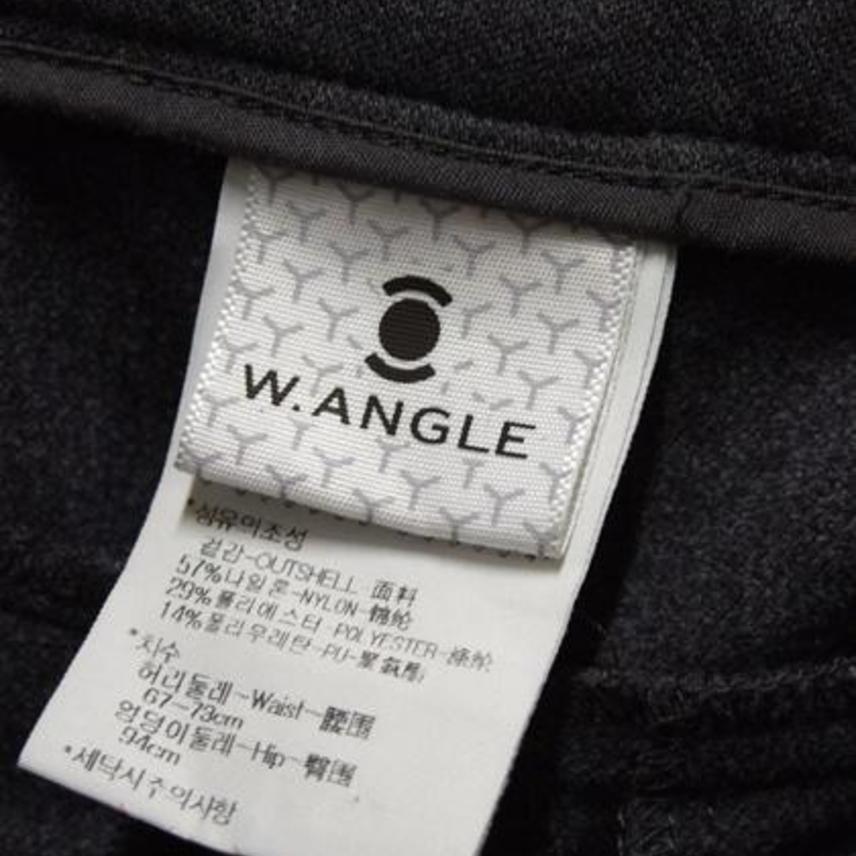 W.ANGLE
*섬유의조성
겉감-OUTSHELL 面料
57%나일론-NYLON-锦纶
29%폴리에스터 POLYESTER-涤纶
14%폴리우레탄-PU-聚氨酯
*치수
허리둘레-Waist-腰围
67-73cm
엉덩이둘레-Hip-臀围
94cm
*세탁시주의사항